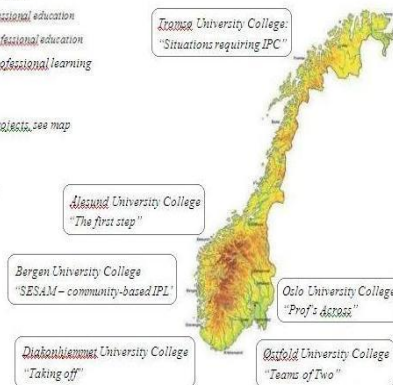 ssional education
fessional education
ofessional learning
ojects, see map
Tromsø University College:
"Situations requiring IPC"
Ålesund University College
"The first step"
Bergen University College
"SESAM – community-based IPL"
Oslo University College
"Prof's Across"
Diakonhjemmet University College
"Taking off"
Østfold University College
"Teams of Two"